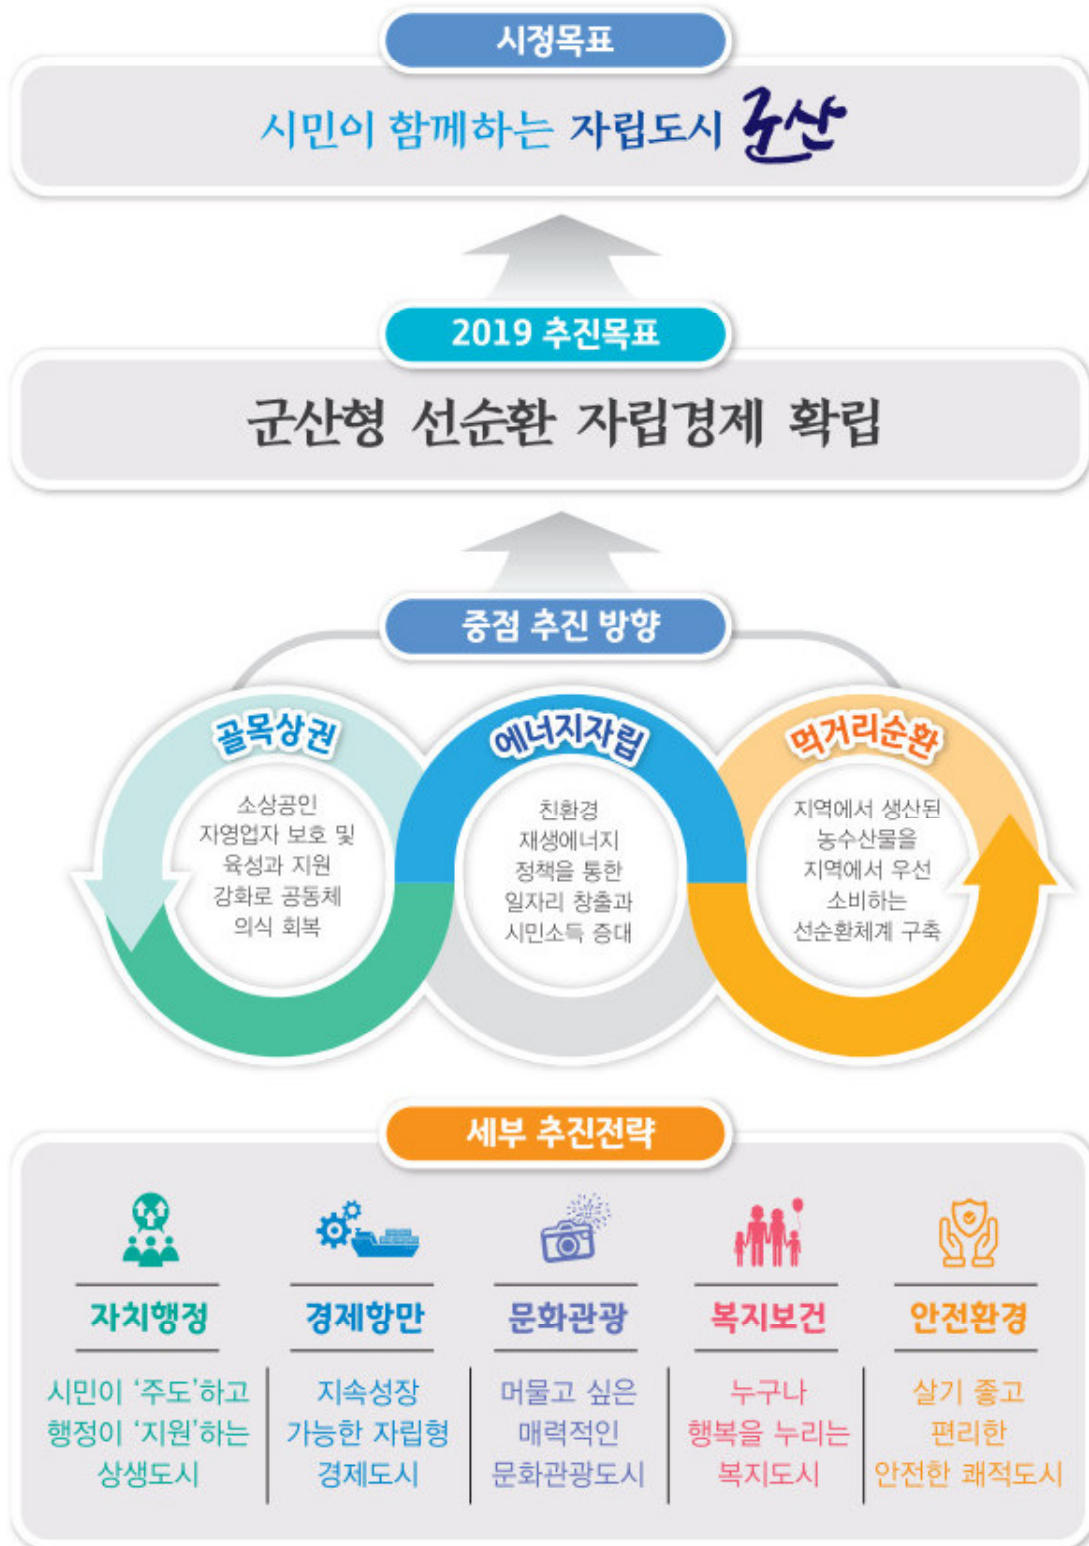 시정목표
시민이 함께하는 자립도시 군산
2019 추진목표
군산형 선순환 자립경제 확립
중점 추진 방향
골목상권
소상공인
자영업자 보호 및
육성과 지원
강화로 공동체
의식 회복
에너지자립
친환경
재생에너지
정책을 통한
일자리 창출과
시민소득 증대
먹거리순환
지역에서 생산된
농수산물을
지역에서 우선
소비하는
선순환체계 구축
세부 추진전략
자치행정
시민이 ‘주도’하고
행정이 ‘지원’하는
상생도시
경제항만
지속성장
가능한 자립형
경제도시
문화관광
머물고 싶은
매력적인
문화관광도시
복지보건
누구나
행복을 누리는
복지도시
안전환경
살기 좋고
편리한
안전한 쾌적도시